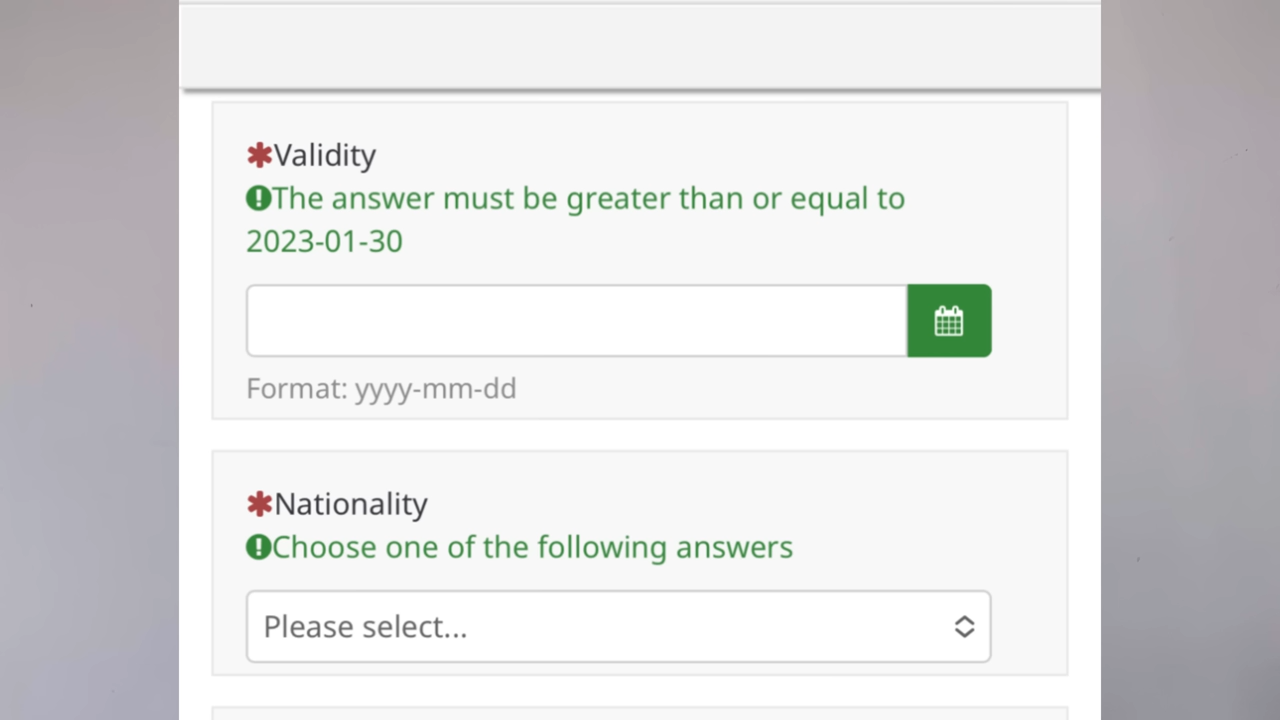 ✱Validity
The answer must be greater than or equal to
2023-01-30
Format: yyyy-mm-dd
✱Nationality
Choose one of the following answers
Please select...